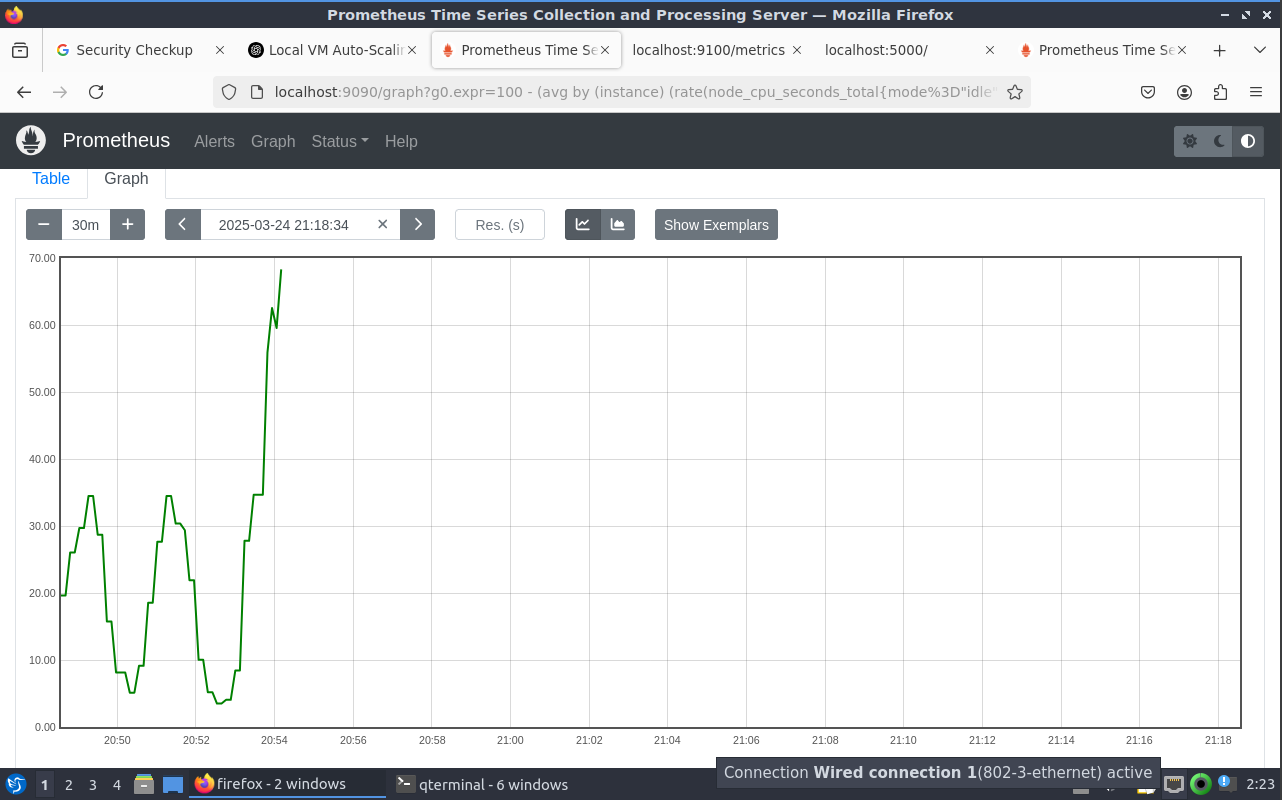 Prometheus Time Series Collection and Processing Server — Mozilla Firefox
Security Checkup
Local VM Auto-Scalin
Prometheus Time Se
localhost:9100/metrics
localhost:5000/
Prometheus Time Se
localhost:9090/graph?g0.expr=100 - (avg by (instance) (rate(node_cpu_seconds_total{mode%3D"idle"
Prometheus
Alerts
Graph
Status
Help
Table
Graph
30m
2025-03-24 21:18:34
Res. (s)
Show Exemplars
70.00
60.00
50.00
40.00
30.00
20.00
10.00
0.00
20:50
20:52
20:54
20:56
20:58
21:00
21:02
21:04
21:06
21:08
21:10
21:12
21:14
21:16
21:18
Connection Wired connection 1(802-3-ethernet) active
1
2
3
4
firefox - 2 windows
qterminal - 6 windows
2:23